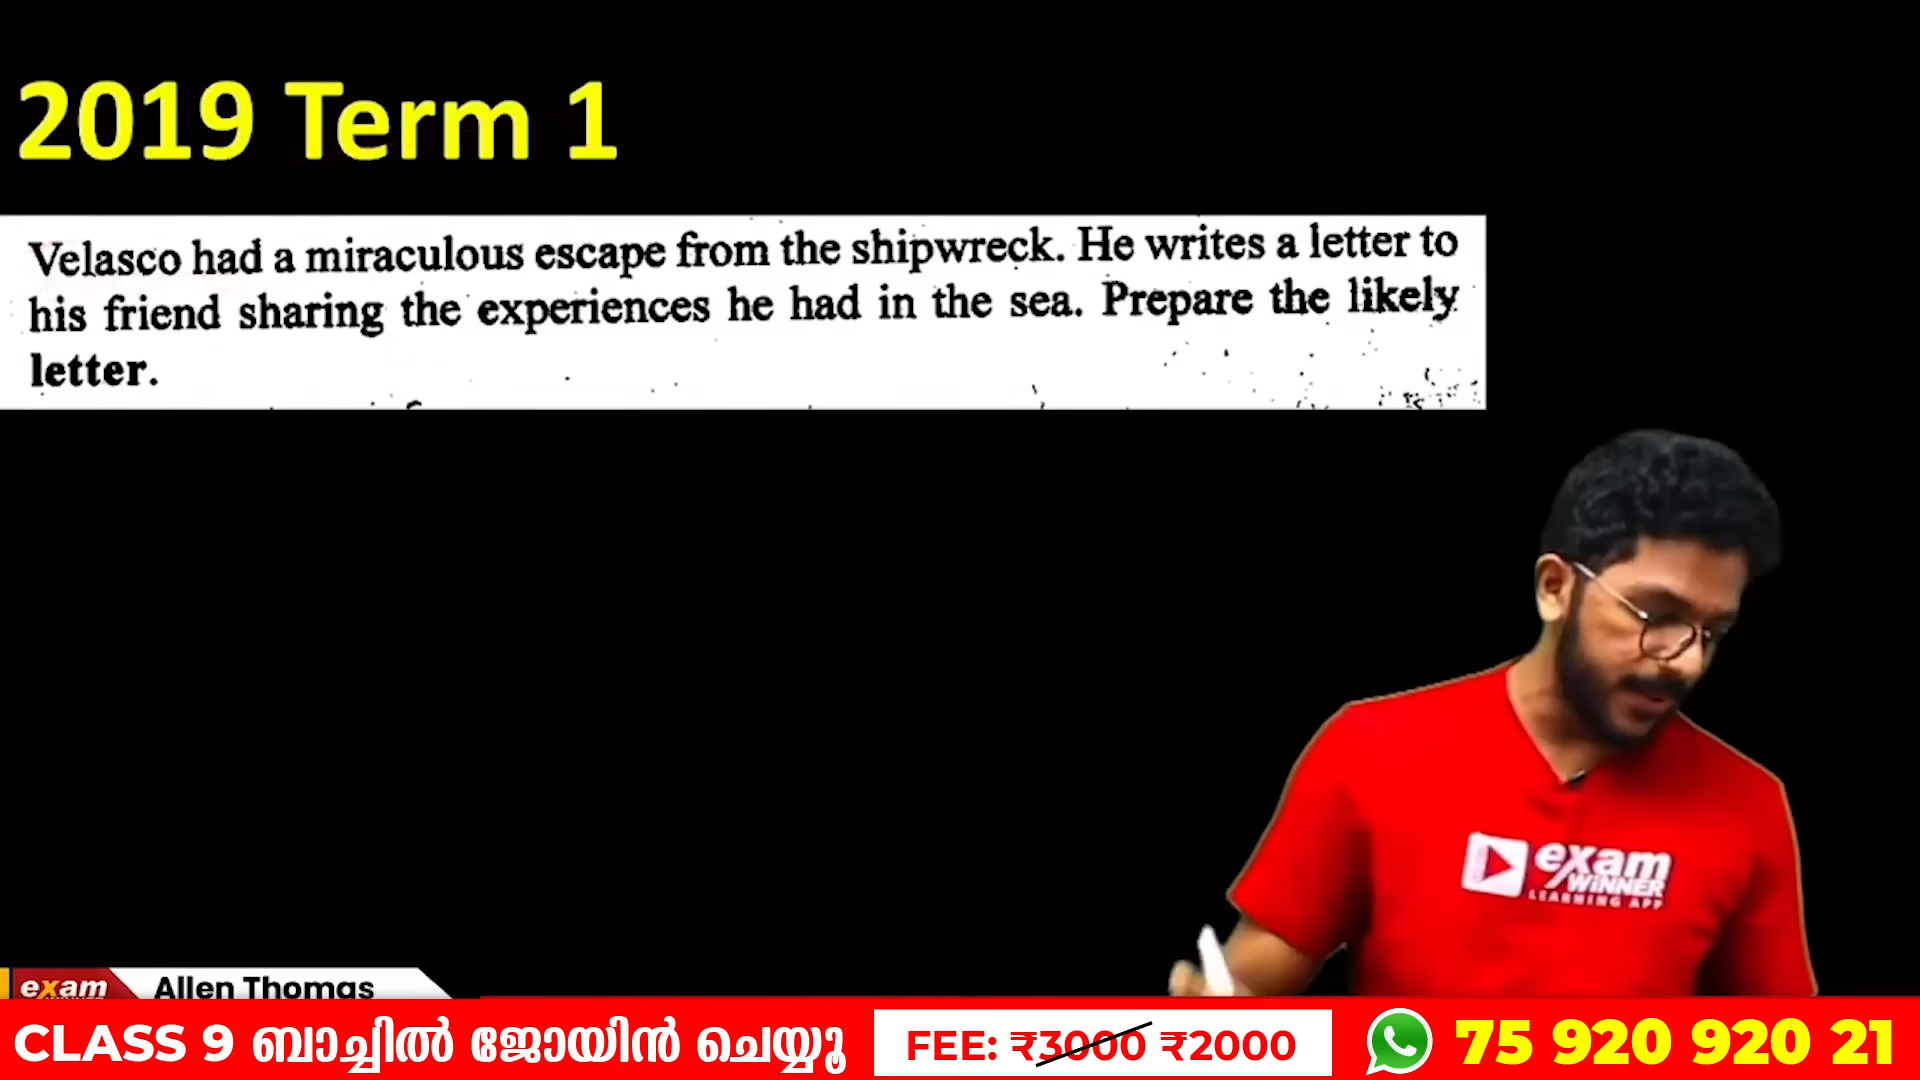 2019 Term 1
Velasco had a miraculous escape from the shipwreck. He writes a letter to
his friend sharing the experiences he had in the sea. Prepare the likely
letter.
exam
WiNNER
LEARNING APP
exam
Allen Thomas
CLASS 9 ബാച്ചിൽ ജോയിൻ ചെയ്യൂ
FEE: ₹3000 ₹2000
75 920 920 21